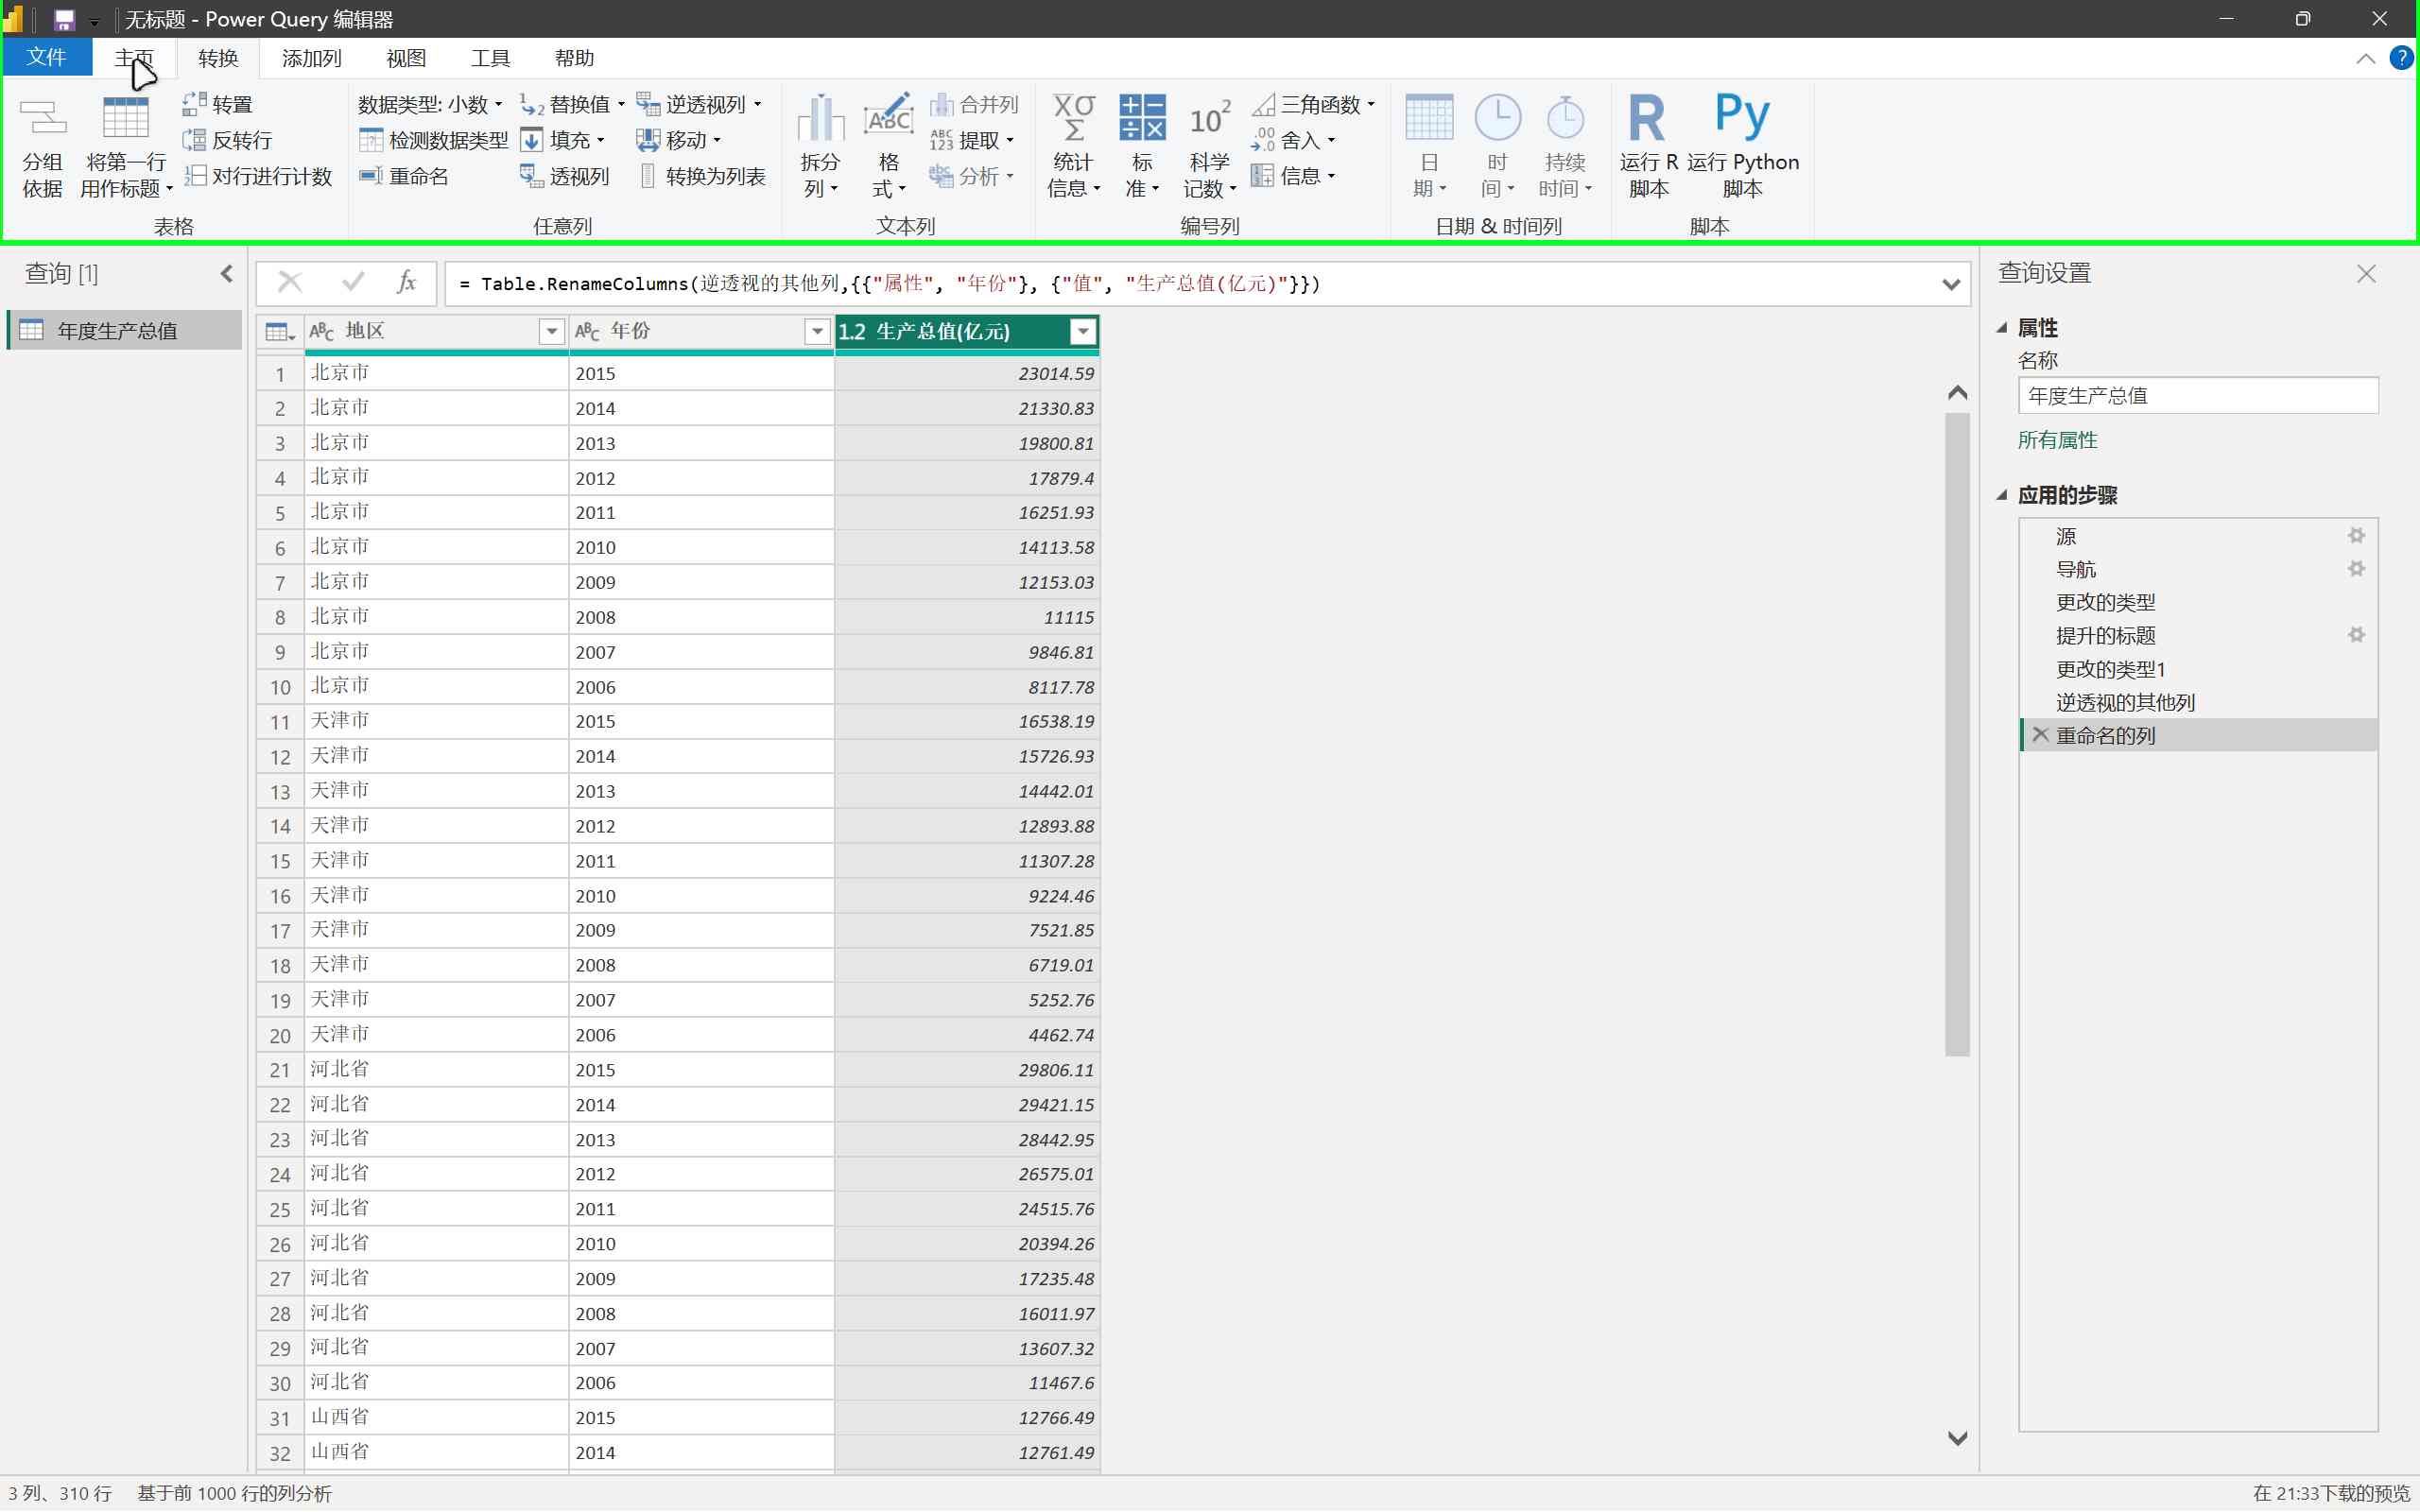 无标题 - Power Query 编辑器
文件 主页 转换 添加列 视图 工具 帮助
分组依据 将第一行用作标题 转置 反转行 对行进行计数
表格
数据类型: 小数 检测数据类型 重命名 替换值 填充 透视列 逆透视列 移动 转换为列表
任意列
拆分列 格式 合并列 提取 分析
文本列
统计信息 标准 科学记数 三角函数 舍入 信息
编号列
日期 时间 持续时间
日期 & 时间列
运行 R 脚本 运行 Python 脚本
脚本
查询 [1]
年度生产总值
= Table.RenameColumns(逆透视的其他列,{{"属性", "年份"}, {"值", "生产总值(亿元)"}})
地区 年份 1.2 生产总值(亿元)
1 北京市 2015 23014.59
2 北京市 2014 21330.83
3 北京市 2013 19800.81
4 北京市 2012 17879.4
5 北京市 2011 16251.93
6 北京市 2010 14113.58
7 北京市 2009 12153.03
8 北京市 2008 11115
9 北京市 2007 9846.81
10 北京市 2006 8117.78
11 天津市 2015 16538.19
12 天津市 2014 15726.93
13 天津市 2013 14442.01
14 天津市 2012 12893.88
15 天津市 2011 11307.28
16 天津市 2010 9224.46
17 天津市 2009 7521.85
18 天津市 2008 6719.01
19 天津市 2007 5252.76
20 天津市 2006 4462.74
21 河北省 2015 29806.11
22 河北省 2014 29421.15
23 河北省 2013 28442.95
24 河北省 2012 26575.01
25 河北省 2011 24515.76
26 河北省 2010 20394.26
27 河北省 2009 17235.48
28 河北省 2008 16011.97
29 河北省 2007 13607.32
30 河北省 2006 11467.6
31 山西省 2015 12766.49
32 山西省 2014 12761.49
查询设置
属性
名称
年度生产总值
所有属性
应用的步骤
源
导航
更改的类型
提升的标题
更改的类型1
逆透视的其他列
重命名的列
3 列、310 行 基于前 1000 行的列分析
在 21:33下载的预览